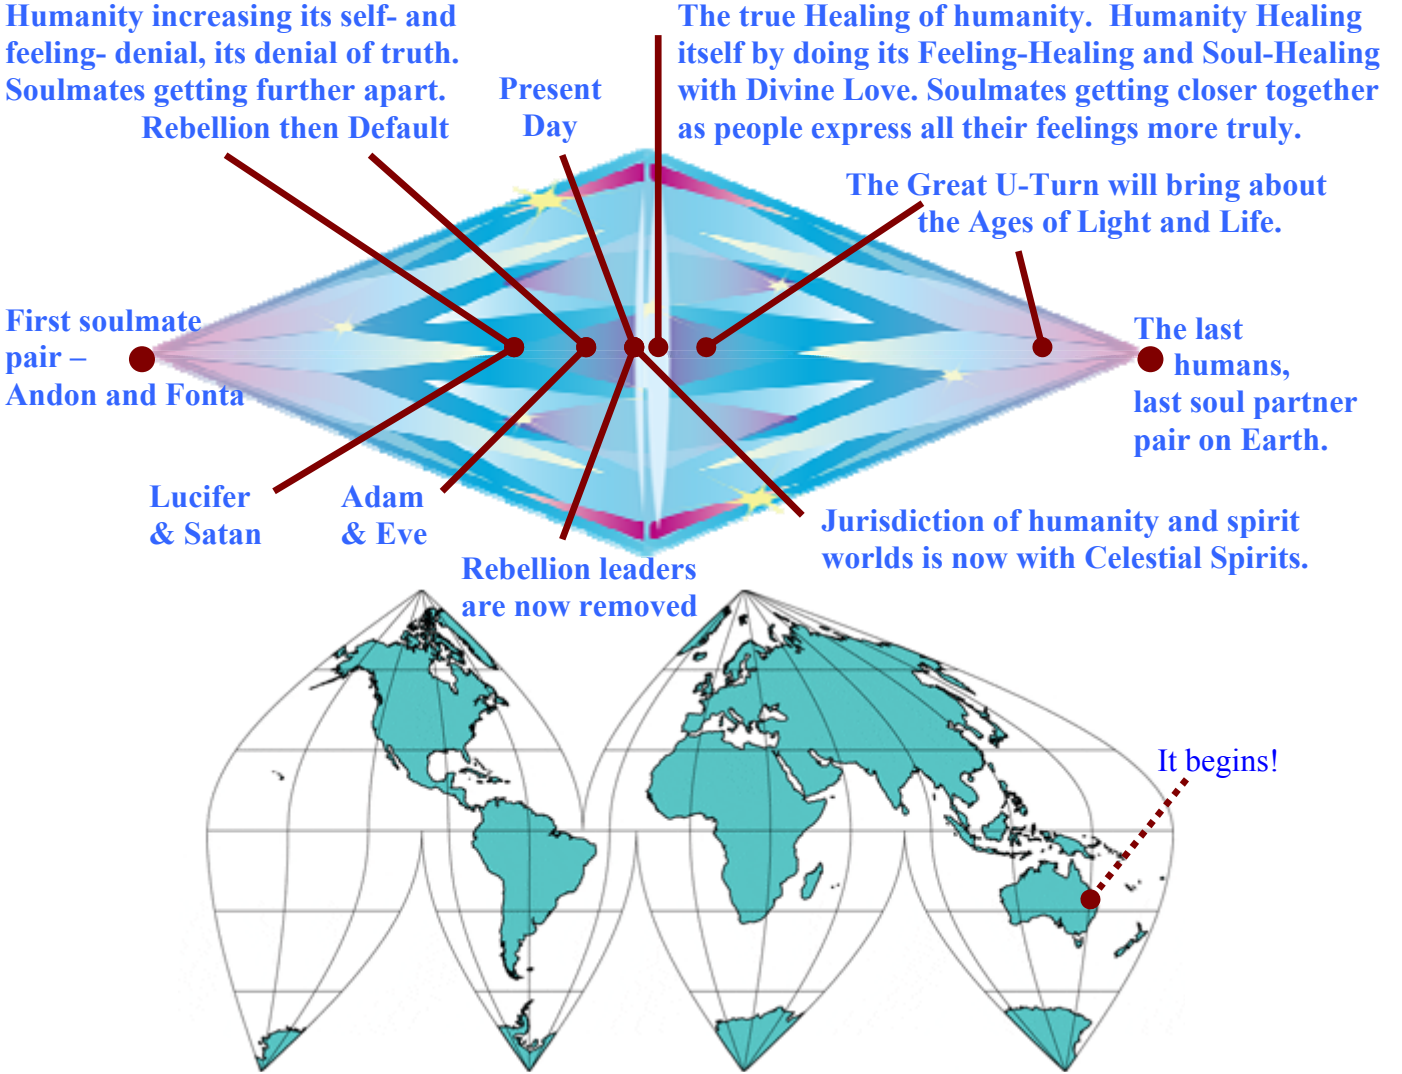 Humanity increasing its self- and
feeling- denial, its denial of truth.
Soulmates getting further apart.
Rebellion then Default
Present
Day
The true Healing of humanity.  Humanity Healing
itself by doing its Feeling-Healing and Soul-Healing
with Divine Love. Soulmates getting closer together
as people express all their feelings more truly.
The Great U-Turn will bring about
the Ages of Light and Life.
First soulmate
pair –
Andon and Fonta
The last
humans,
last soul partner
pair on Earth.
Lucifer
& Satan
Adam
& Eve
Rebellion leaders
are now removed
Jurisdiction of humanity and spirit
worlds is now with Celestial Spirits.
It begins!